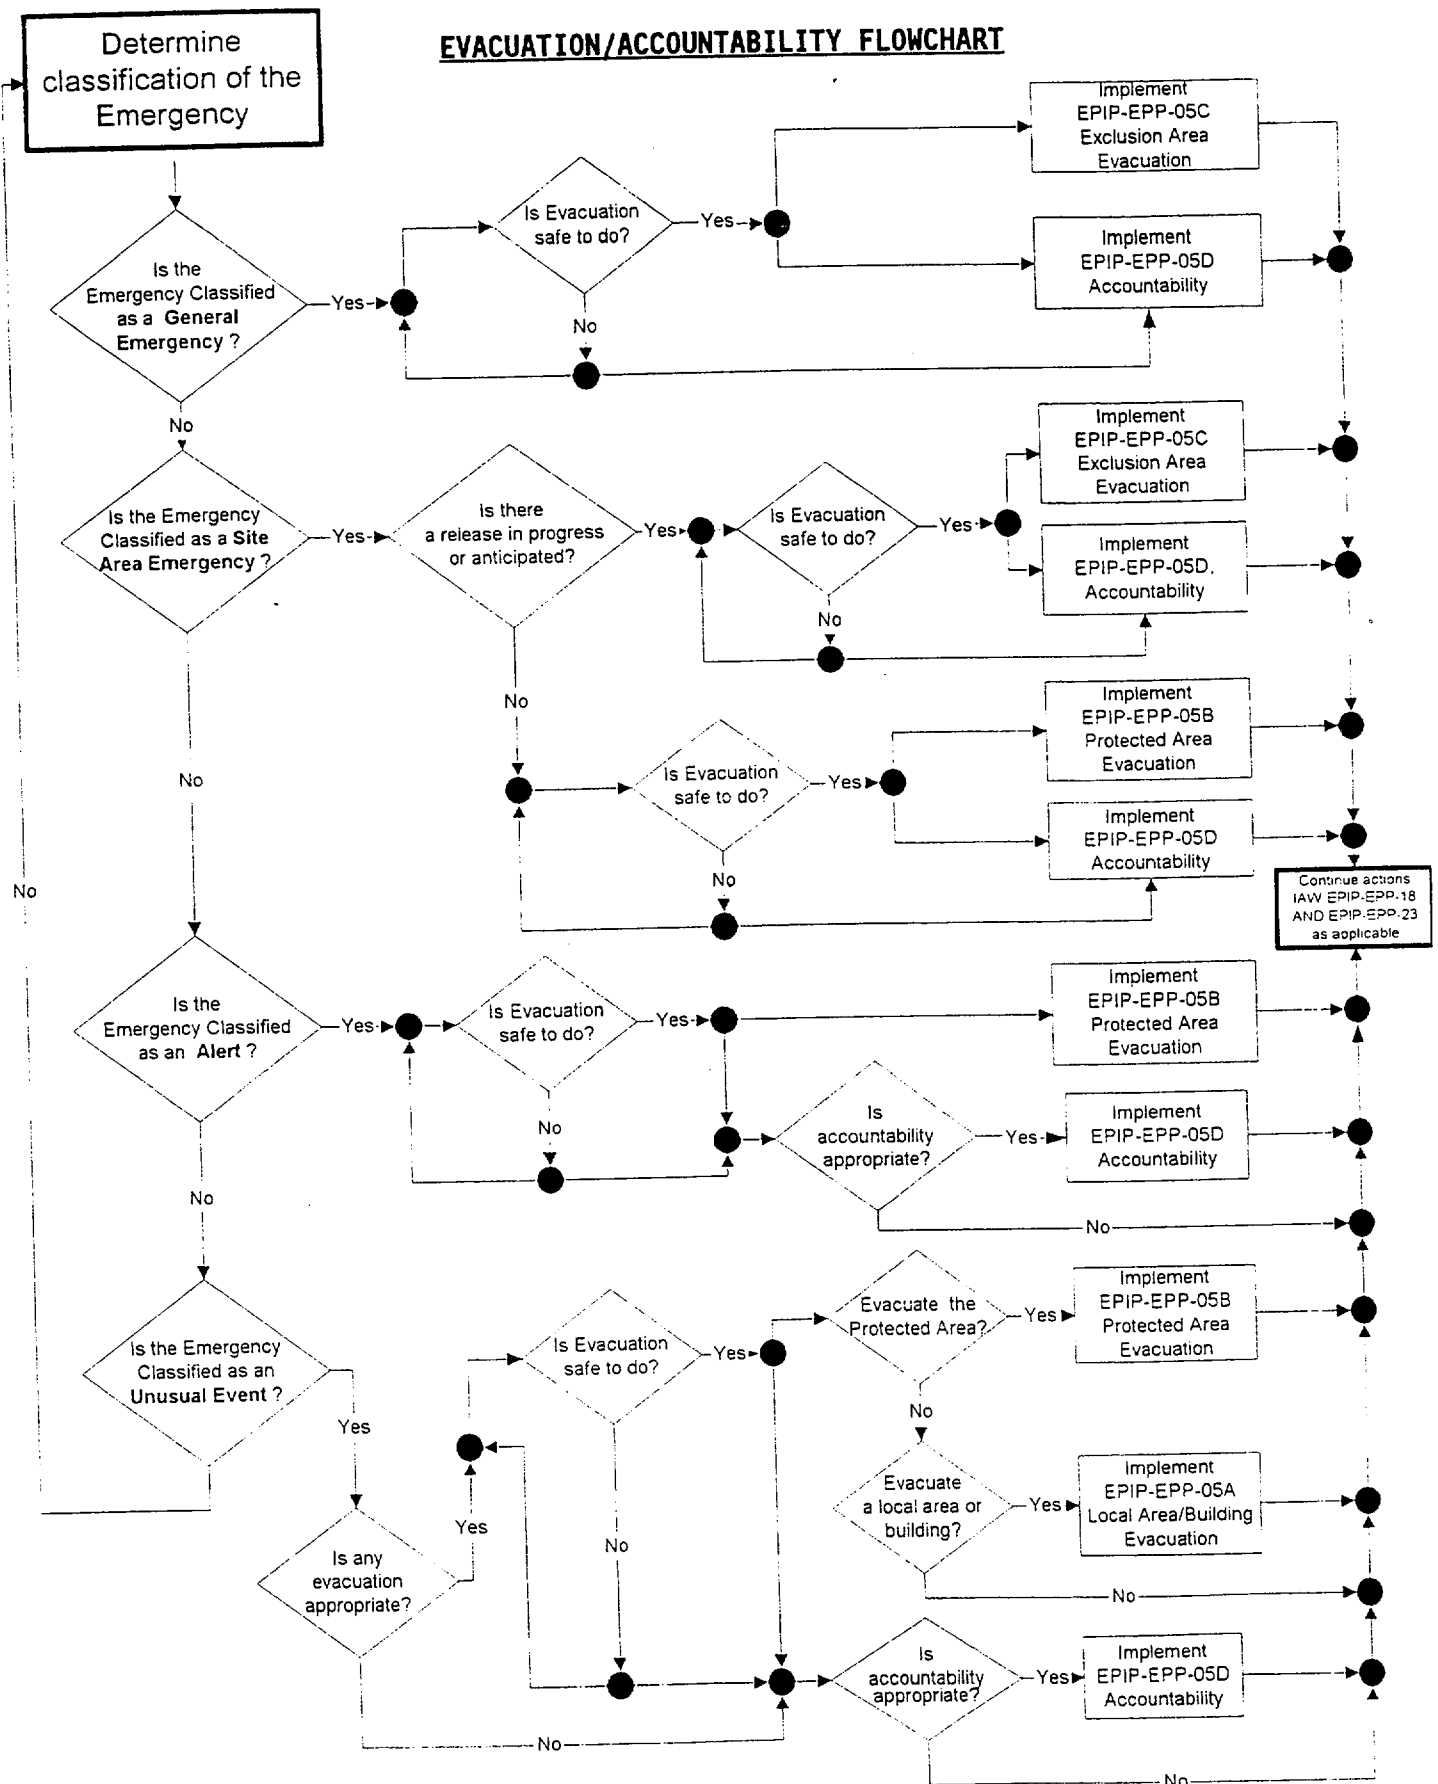 EVACUATION/ACCOUNTABILITY FLOWCHART
Determine
classification of the
Emergency
Implement
EPIP-EPP-05C
Exclusion Area
Evacuation
Is Evacuation
safe to do?
Yes
Implement
EPIP-EPP-05D
Accountability
Is the
Emergency Classified
as a General
Emergency ?
Yes
No
No
Implement
EPIP-EPP-05C
Exclusion Area
Evacuation
Is the Emergency
Classified as a Site
Area Emergency ?
Yes
Is there
a release in progress
or anticipated?
Yes
Is Evacuation
safe to do?
Yes
Implement
EPIP-EPP-05D,
Accountability
No
No
Implement
EPIP-EPP-05B
Protected Area
Evacuation
No
Is Evacuation
safe to do?
Yes
Implement
EPIP-EPP-05D
Accountability
No
No
Continue actions
IAW EPIP-EPP-18
AND EPIP-EPP-23
as applicable
Is the
Emergency Classified
as an Alert ?
Yes
Is Evacuation
safe to do?
Yes
Implement
EPIP-EPP-05B
Protected Area
Evacuation
No
Is
accountability
appropriate?
Yes
Implement
EPIP-EPP-05D
Accountability
No
No
Is the Emergency
Classified as an
Unusual Event ?
Yes
Is Evacuation
safe to do?
Yes
Evacuate the
Protected Area?
Yes
Implement
EPIP-EPP-05B
Protected Area
Evacuation
No
Evacuate
a local area or
building?
Yes
Implement
EPIP-EPP-05A
Local Area/Building
Evacuation
Yes
No
Is any
evacuation
appropriate?
No
Is
accountability
appropriate?
Yes
Implement
EPIP-EPP-05D
Accountability
No
No